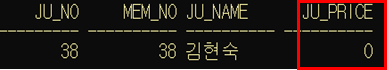 JU_NO MEM_NO JU_NAME JU_PRICE
---------- ---------- ---------- ----------
38 38 김현숙 0